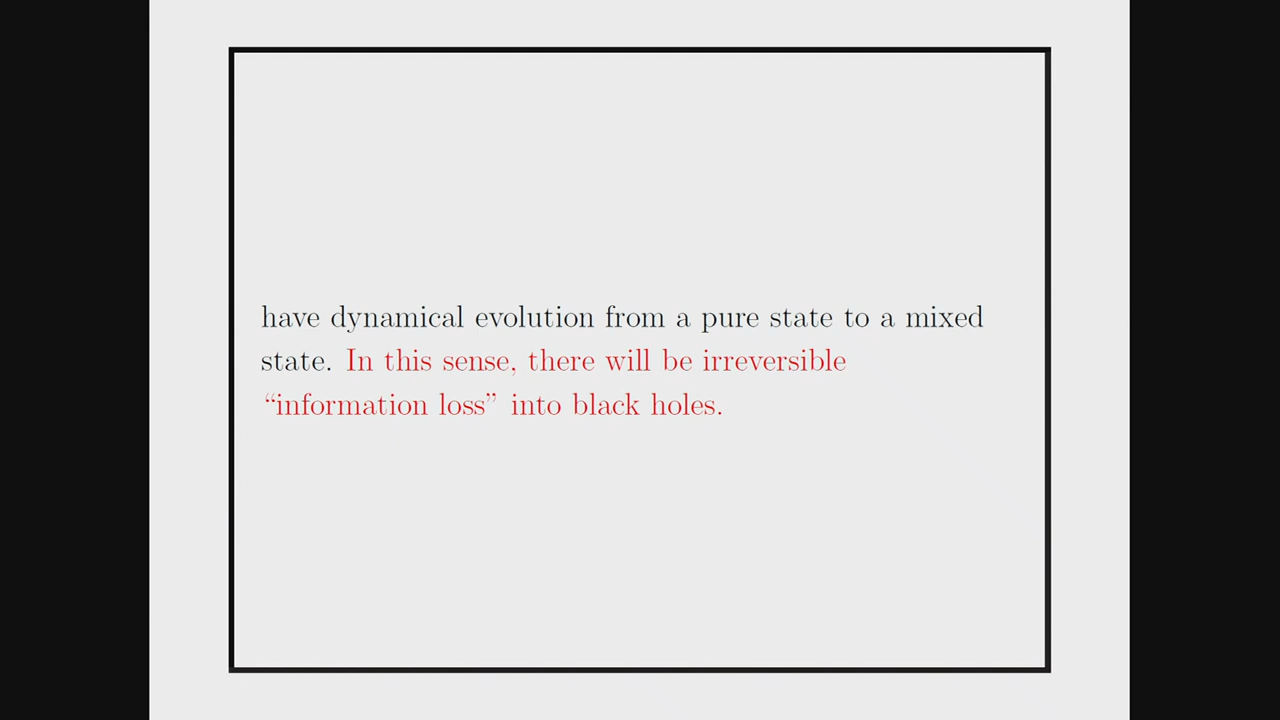 have dynamical evolution from a pure state to a mixed
state. In this sense, there will be irreversible
“information loss” into black holes.